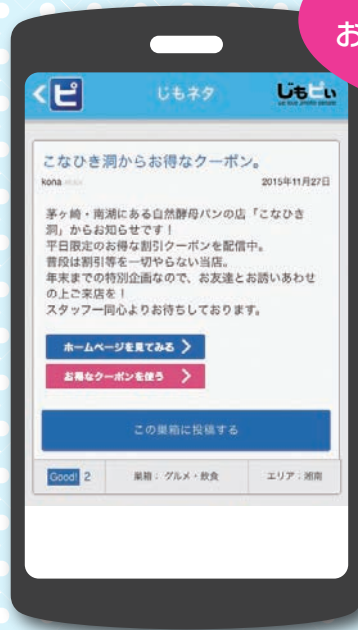 お
ピ
じもネタ
じもピぃ
こなひき洞からお得なクーポン。
kona
2015年11月27日
茅ヶ崎・南湖にある自然酵母パンの店「こなひき
洞」からお知らせです！
平日限定のお得な割引クーポンを配信中。
普段は割引等を一切やらない当店。
年末までの特別企画なので、お友達とお誘いあわせ
の上ご来店を！
スタッフ一同心よりお待ちしております。
ホームページを見てみる
お得なクーポンを使う
この巣箱に投稿する
Good! 2
巣箱：グルメ・飲食
エリア：湘南